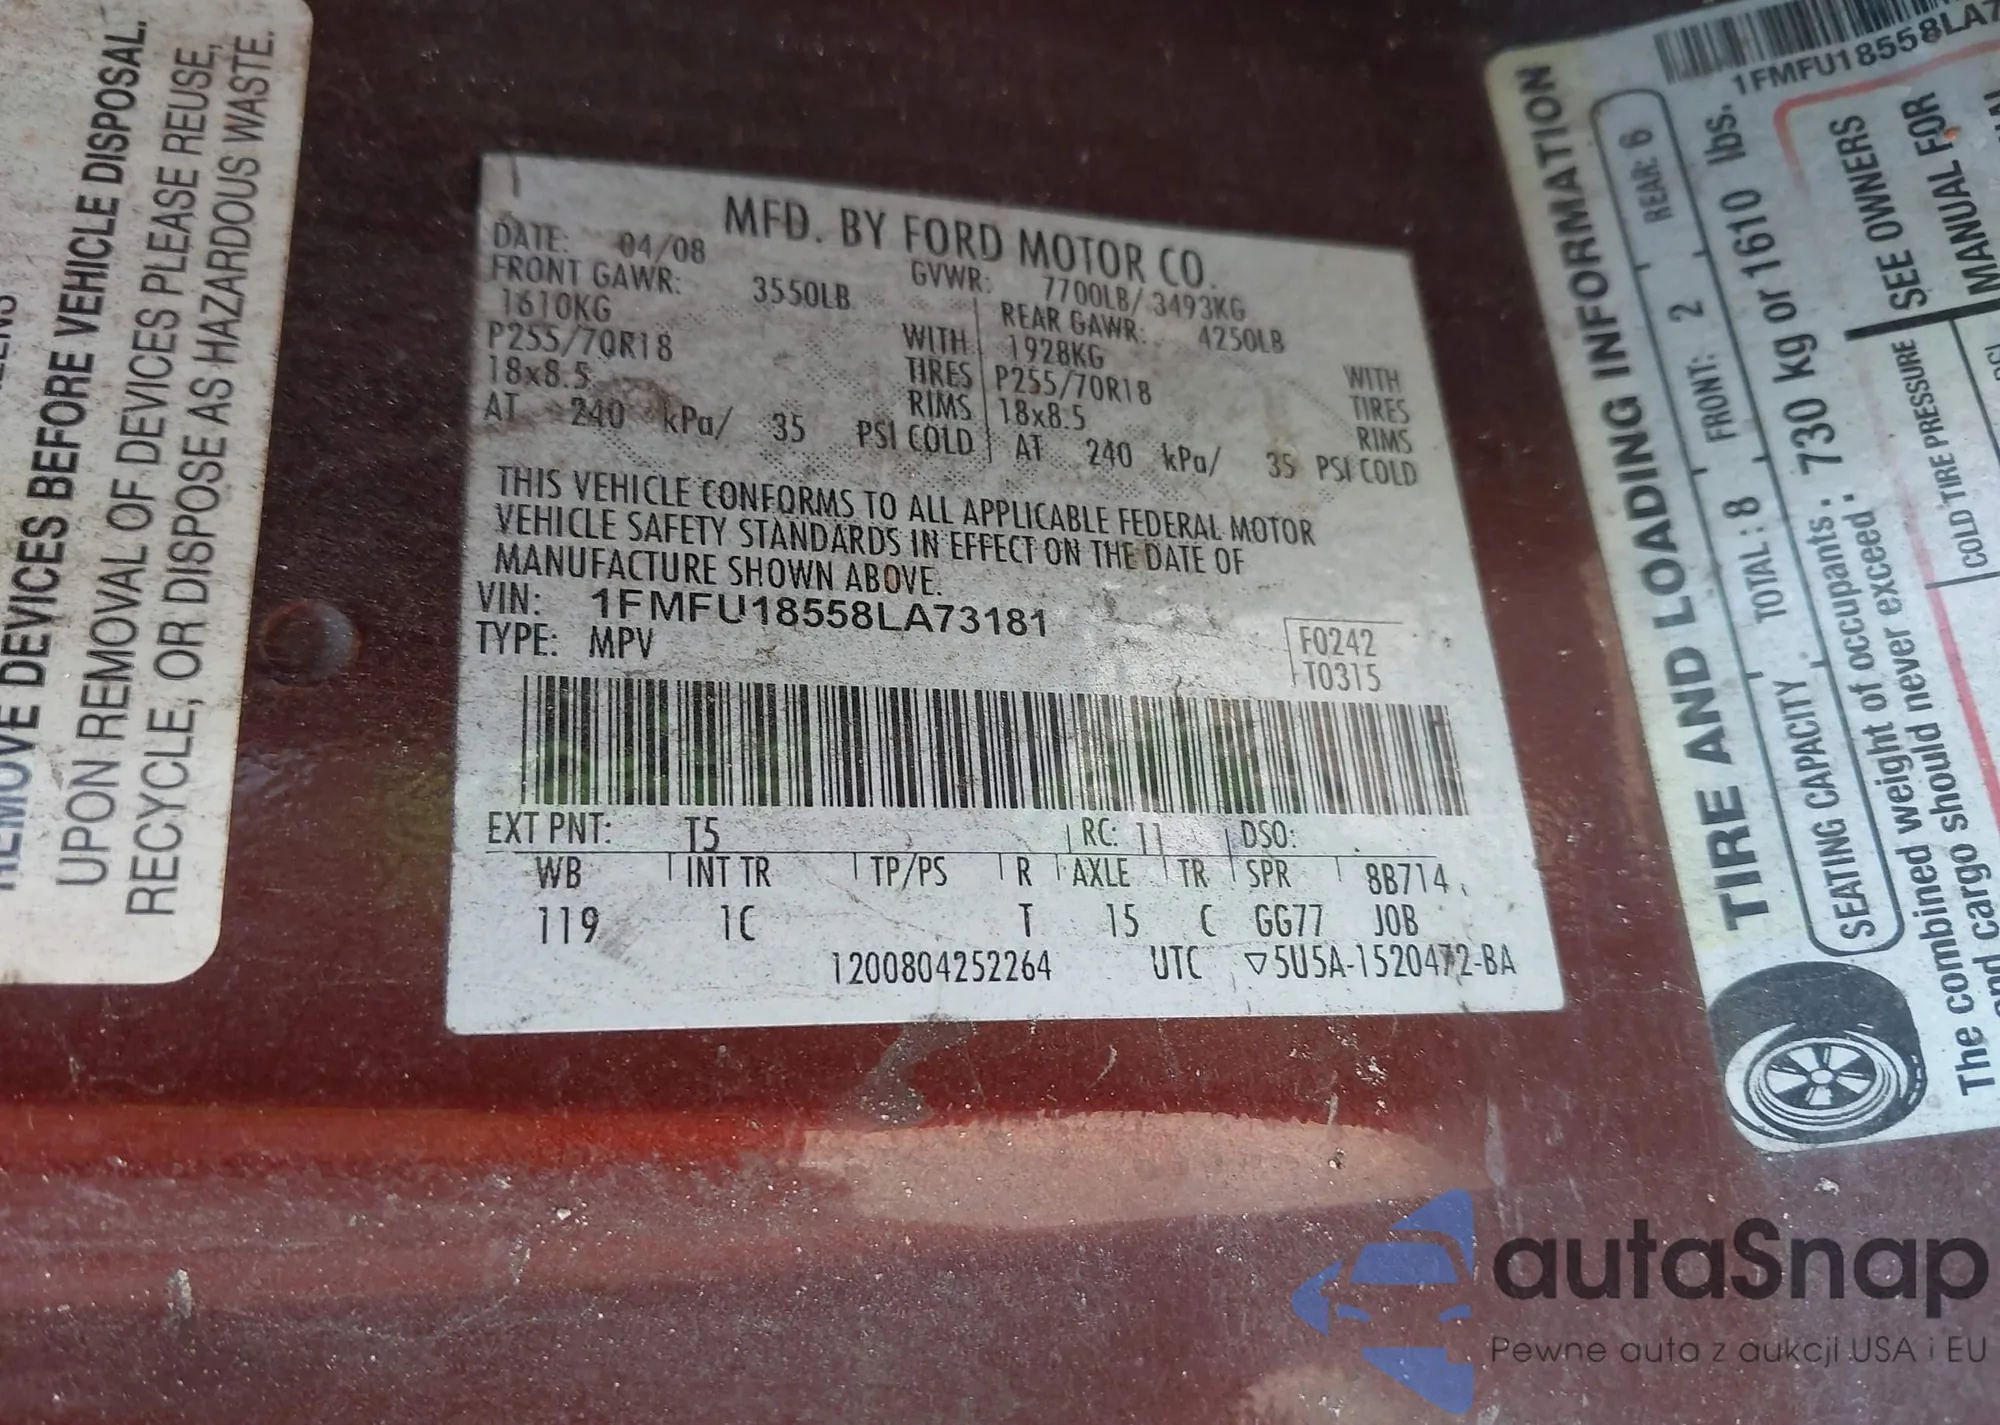 REMOVE DEVICES BEFORE VEHICLE DISPOSAL.
UPON REMOVAL OF DEVICES PLEASE REUSE,
RECYCLE, OR DISPOSE AS HAZARDOUS WASTE.
MFD. BY FORD MOTOR CO.
DATE: 04/08 GVWR: 7700LB/ 3493KG
FRONT GAWR: 3550LB REAR GAWR: 4250LB
1610KG WITH 1928KG WITH
P255/70R18 TIRES P255/70R18 TIRES
18x8.5 RIMS 18x8.5 RIMS
AT 240 kPa/ 35 PSI COLD AT 240 kPa/ 35 PSI COLD
THIS VEHICLE CONFORMS TO ALL APPLICABLE FEDERAL MOTOR
VEHICLE SAFETY STANDARDS IN EFFECT ON THE DATE OF
MANUFACTURE SHOWN ABOVE.
VIN: 1FMFU18558LA73181
TYPE: MPV
F0242
T0315
EXT PNT: T5 RC: 11 DSO:
WB INT TR TP/PS R AXLE TR SPR 8B714
119 1C T 15 C GG77 JOB
1200804252264 UTC ▽5U5A-1520472-BA
1FMFU18558LA7
TIRE AND LOADING INFORMATION
SEATING CAPACITY TOTAL: 8 FRONT: 2 REAR: 6
The combined weight of occupants
and cargo should never exceed: 730 kg or 1610 lbs.
COLD TIRE PRESSURE
SEE OWNERS
MANUAL FOR
autaSnap
Pewne auta z aukcji USA i EU